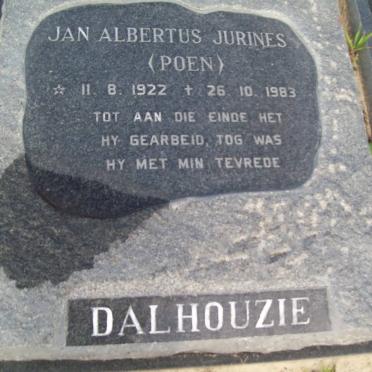 JAN ALBERTUS JURINES
(POEN)
☆ 11. 8. 1922 + 26. 10. 1983
TOT AAN DIE EINDE HET
HY GEARBEID, TOG WAS
HY MET MIN TEVREDE
DALHOUZIE